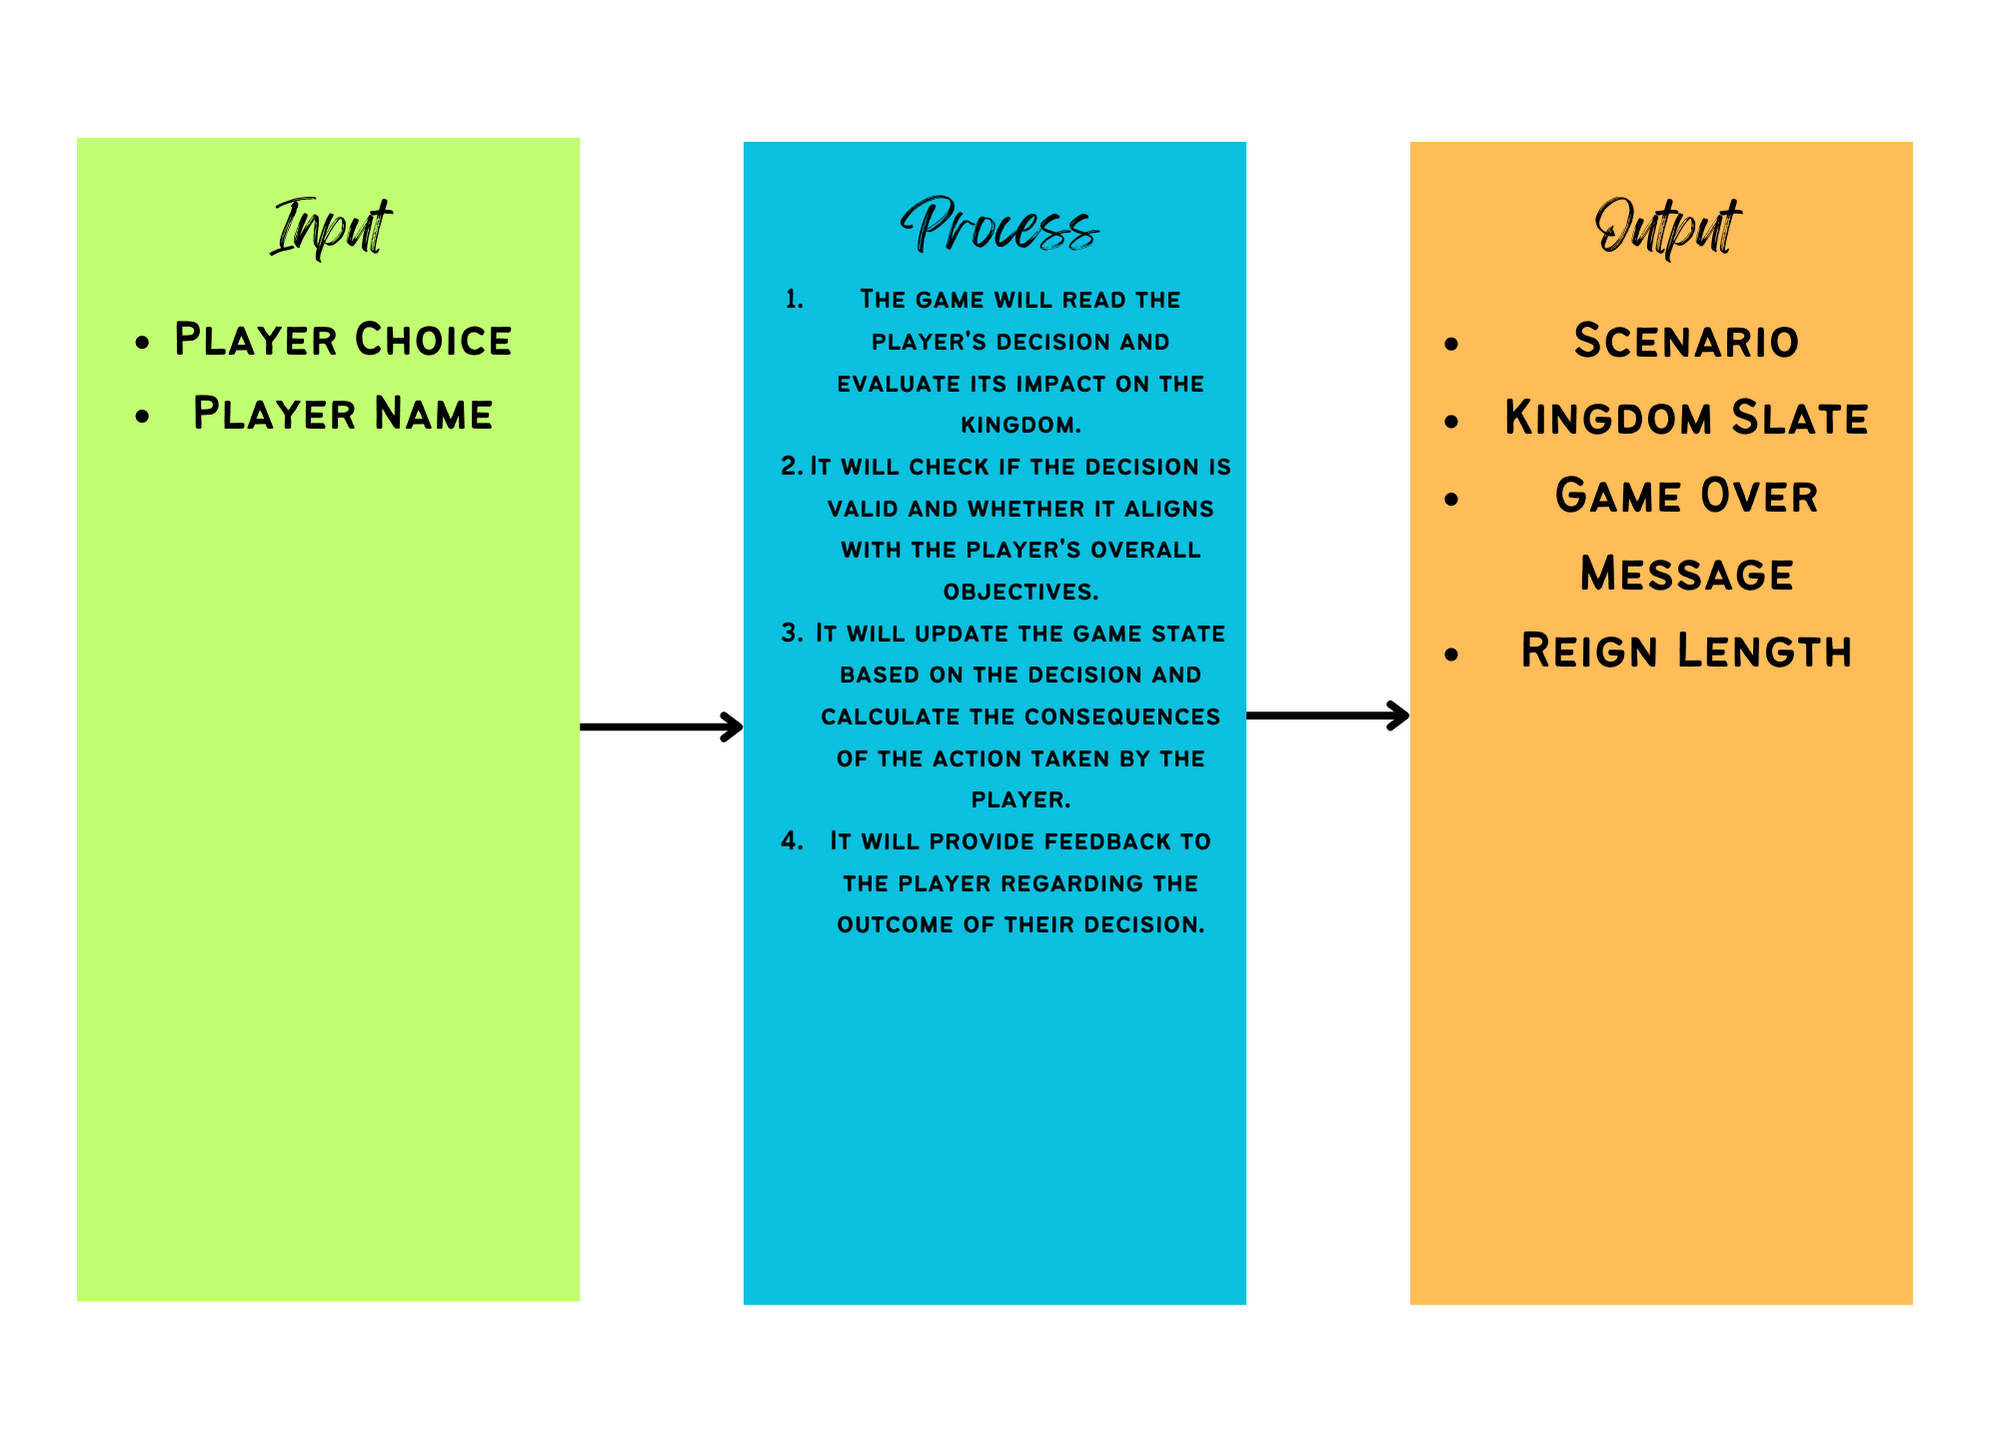 Input
• Player Choice
• Player Name
Process
1. The game will read the
player's decision and
evaluate its impact on the
kingdom.
2. It will check if the decision is
valid and whether it aligns
with the player's overall
objectives.
3. It will update the game state
based on the decision and
calculate the consequences
of the action taken by the
player.
4. It will provide feedback to
the player regarding the
outcome of their decision.
Output
• Scenario
• Kingdom Slate
• Game Over
Message
• Reign Length